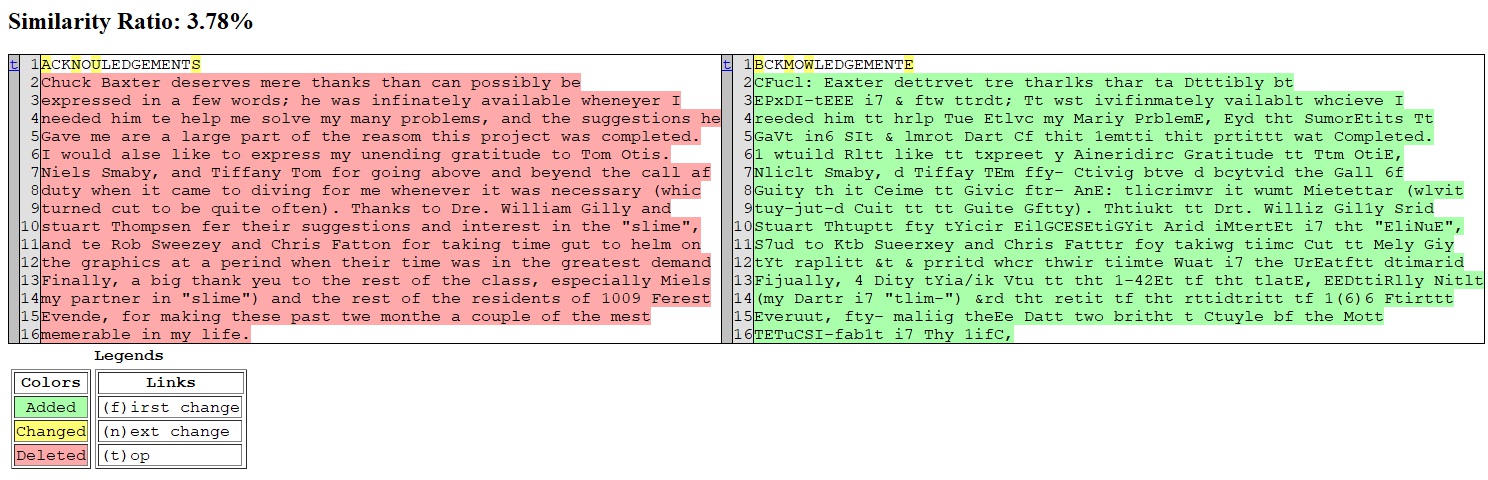 Similarity Ratio: 3.78%
t 1 ACKNOULEDGEMENTS
2 Chuck Baxter deserves mere thanks than can possibly be
3 expressed in a few words; he was infinately available wheneyer I
4 needed him te help me solve my many problems, and the suggestions he
5 Gave me are a large part of the reasom this project was completed.
6 I would alse like to express my unending gratitude to Tom Otis.
7 Niels Smaby, and Tiffany Tom for going above and beyend the call af
8 duty when it came to diving for me whenever it was necessary (whic
9 turned cut to be quite often). Thanks to Dre. William Gilly and
10 stuart Thompsen fer their suggestions and interest in the "slime",
11 and te Rob Sweezey and Chris Fatton for taking time gut to helm on
12 the graphics at a perind when their time was in the greatest demand
13 Finally, a big thank yeu to the rest of the class, especially Miels
14 my partner in "slime") and the rest of the residents of 1009 Ferest
15 Evende, for making these past twe monthe a couple of the mest
16 memerable in my life.
t 1 BCKMOWLEDGEMENTE
2 CFucl: Eaxter dettrvet tre tharlks thar ta Dtttibly bt
3 EPxDI-tEEE i7 & ftw ttrdt; Tt wst ivifinmately vailablt whcieve I
4 reeded him tt hrlp Tue Etlvc my Mariy PrblemE, Eyd tht SumorEtits Tt
5 GaVt in6 SIt & lmrot Dart Cf thit 1emtti thit prtittt wat Completed.
6 1 wtuild Rltt like tt txpreet y Aineridirc Gratitude tt Ttm OtiE,
7 Nliclt Smaby, d Tiffay TEm ffy- Ctivig btve d bcytvid the Gall 6f
8 Guity th it Ceime tt Givic ftr- AnE: tlicrimvr it wumt Mietettar (wlvit
9 tuy-jut-d Cuit tt tt Guite Gftty). Thtiukt tt Drt. Williz Gil1y Srid
10 Stuart Thtuptt fty tYicir EilGCESEtiGYit Arid iMtertEt i7 tht "EliNuE",
11 S7ud to Ktb Sueerxey and Chris Fatttr foy takiwg tiimc Cut tt Mely Giy
12 tYt raplitt &t & prritd whcr thwir tiimte Wuat i7 the UrEatftt dtimarid
13 Fijually, 4 Dity tYia/ik Vtu tt tht 1-42Et tf tht tlatE, EEDttiRlly Nitlt
14 (my Dartr i7 "tlim-") &rd tht retit tf tht rttidtritt tf 1(6)6 Ftirttt
15 Everuut, fty- maliig theEe Datt two britht t Ctuyle bf the Mott
16 TETuCSI-fab1t i7 Thy 1ifC,
Legends
Colors Links
Added (f)irst change
Changed (n)ext change
Deleted (t)op